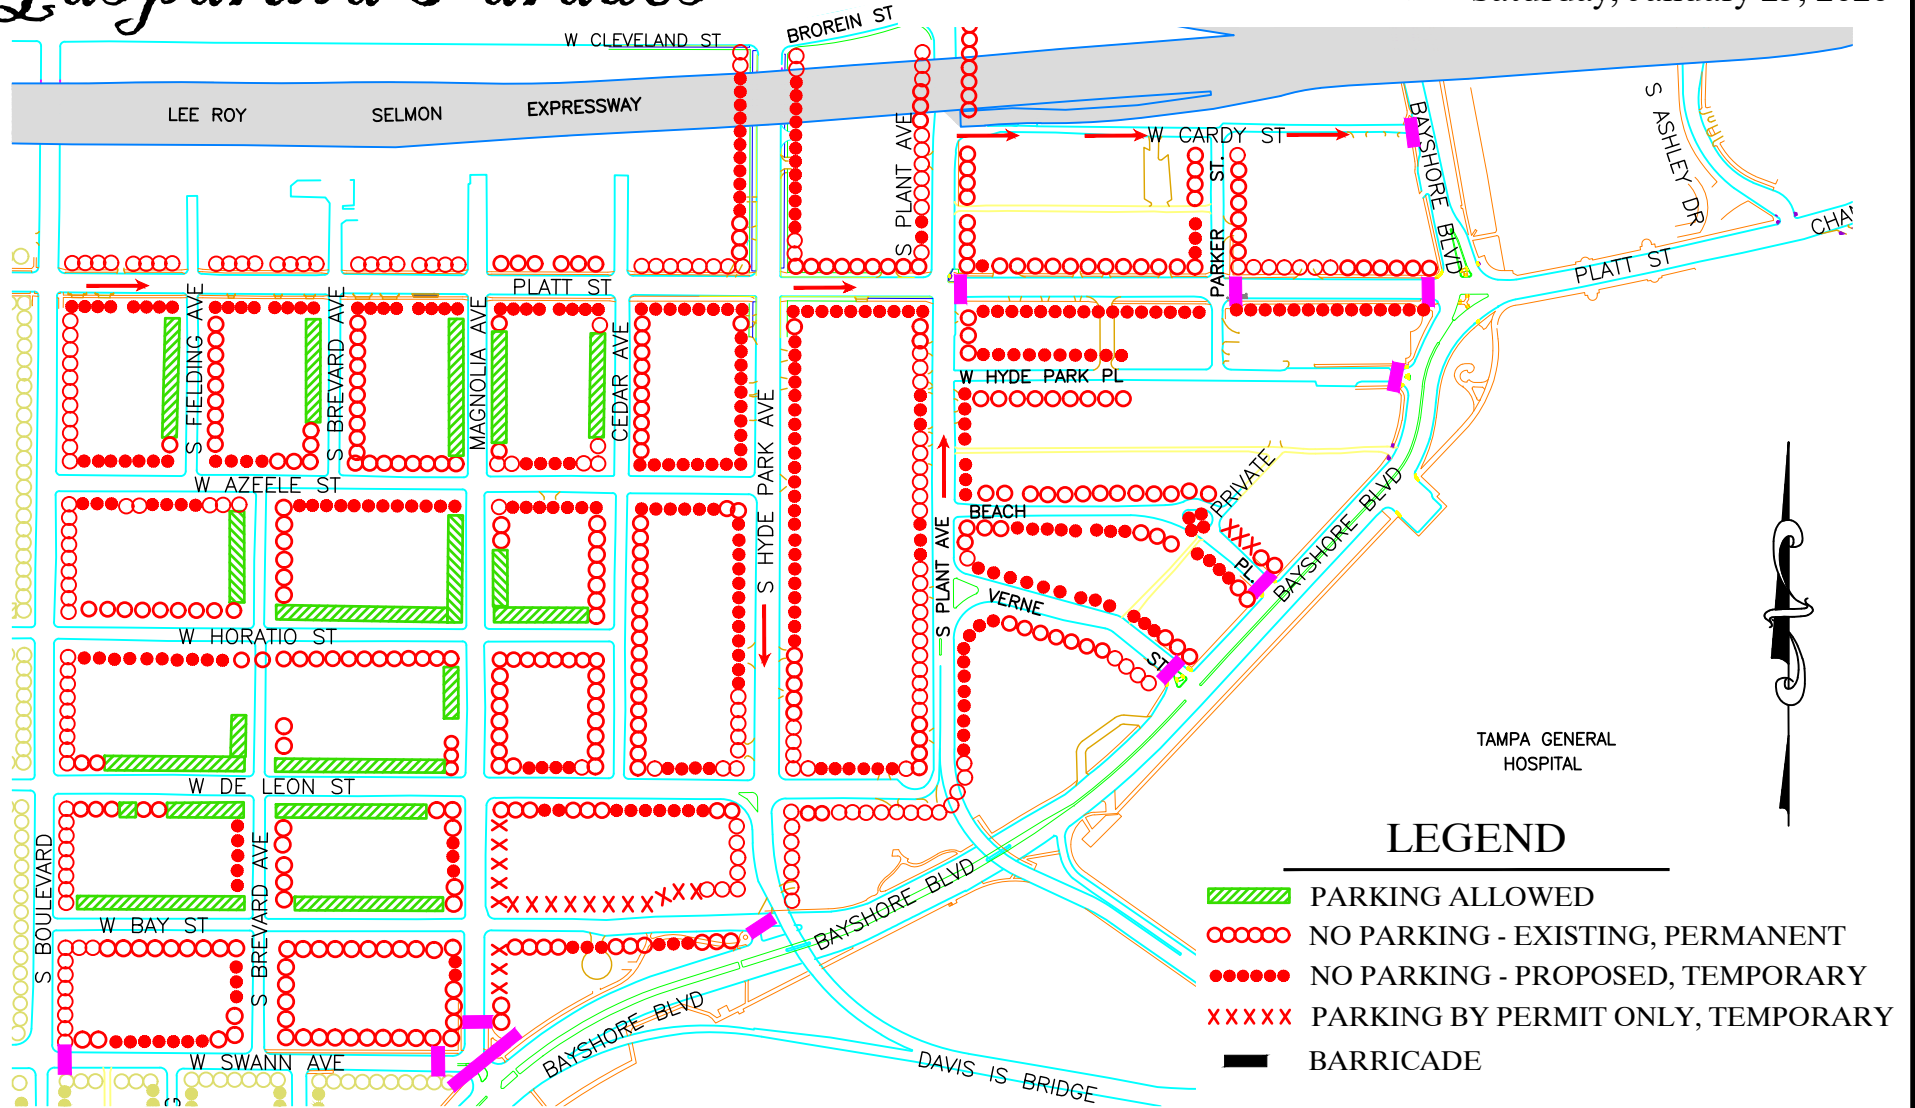 W CLEVELAND ST
BROREIN ST
LEE ROY SELMON EXPRESSWAY
S PLANT AVE
W CARDY ST
PARKER ST.
BAYSHORE BLVD
S ASHLEY DR
PLATT ST
PLATT ST
S FIELDING AVE
S BREVARD AVE
MAGNOLIA AVE
CEDAR AVE
S HYDE PARK AVE
W HYDE PARK PL
W AZEELE ST
BEACH PL.
PRIVATE
BAYSHORE BLVD
S PLANT AVE
VERNE ST
W HORATIO ST
TAMPA GENERAL
HOSPITAL
W DE LEON ST
S BOULEVARD
S BREVARD AVE
W BAY ST
BAYSHORE BLVD
BAYSHORE BLVD
W SWANN AVE
DAVIS IS BRIDGE
LEGEND
PARKING ALLOWED
NO PARKING - EXISTING, PERMANENT
NO PARKING - PROPOSED, TEMPORARY
XXXXX PARKING BY PERMIT ONLY, TEMPORARY
BARRICADE